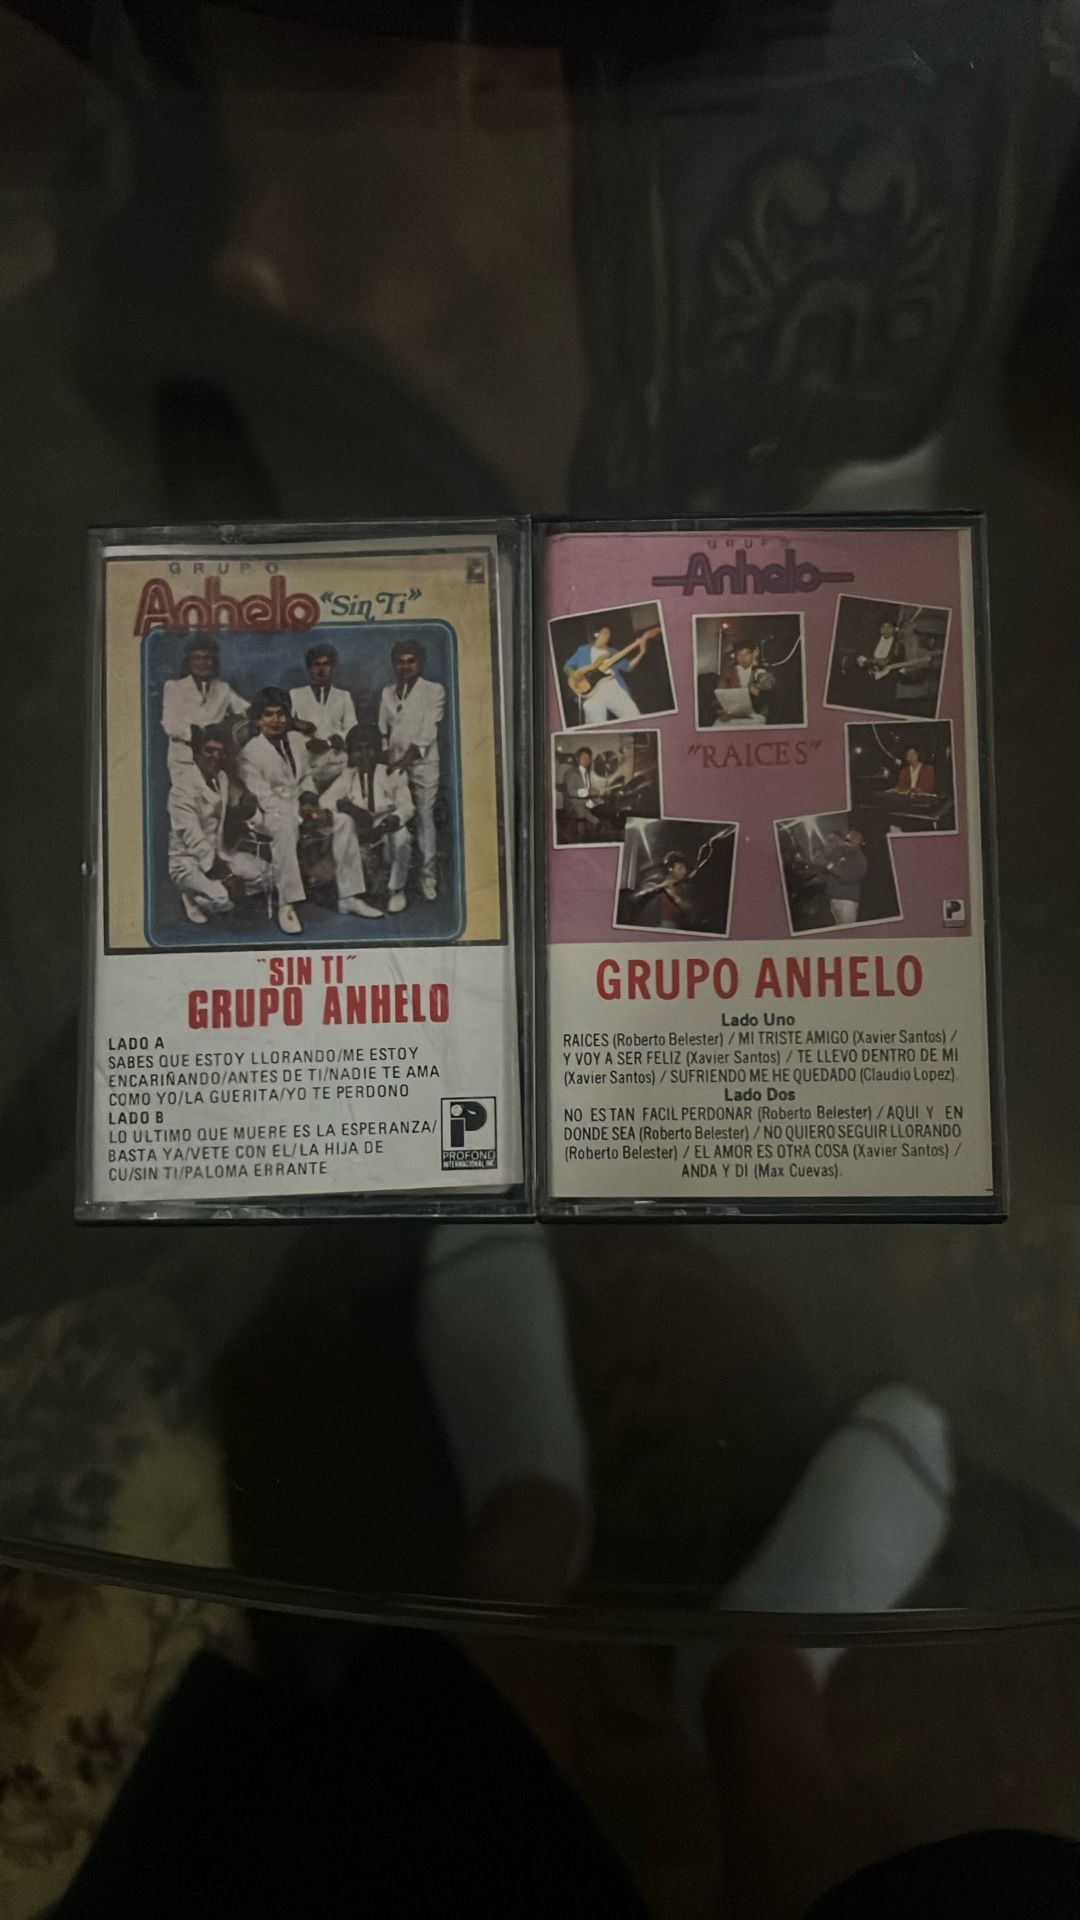 GRUPO
Anhelo "Sin Ti"
"SIN TI"
GRUPO ANHELO
LADO A
SABES QUE ESTOY LLORANDO/ME ESTOY
ENCARIÑANDO/ANTES DE TI/NADIE TE AMA
COMO YO/LA GUERITA/YO TE PERDONO
LADO B
LO ULTIMO QUE MUERE ES LA ESPERANZA/
BASTA YA/VETE CON EL/LA HIJA DE
CU/SIN TI/PALOMA ERRANTE
PROFONO
INTERNACIONAL INC.
GRUPO
Anhelo
"RAICES"
GRUPO ANHELO
Lado Uno
RAICES (Roberto Belester) / MI TRISTE AMIGO (Xavier Santos) /
Y VOY A SER FELIZ (Xavier Santos) / TE LLEVO DENTRO DE MI
(Xavier Santos) / SUFRIENDO ME HE QUEDADO (Claudio Lopez).
Lado Dos
NO ES TAN FACIL PERDONAR (Roberto Belester) / AQUI Y EN
DONDE SEA (Roberto Belester) / NO QUIERO SEGUIR LLORANDO
(Roberto Belester) / EL AMOR ES OTRA COSA (Xavier Santos) /
ANDA Y DI (Max Cuevas).